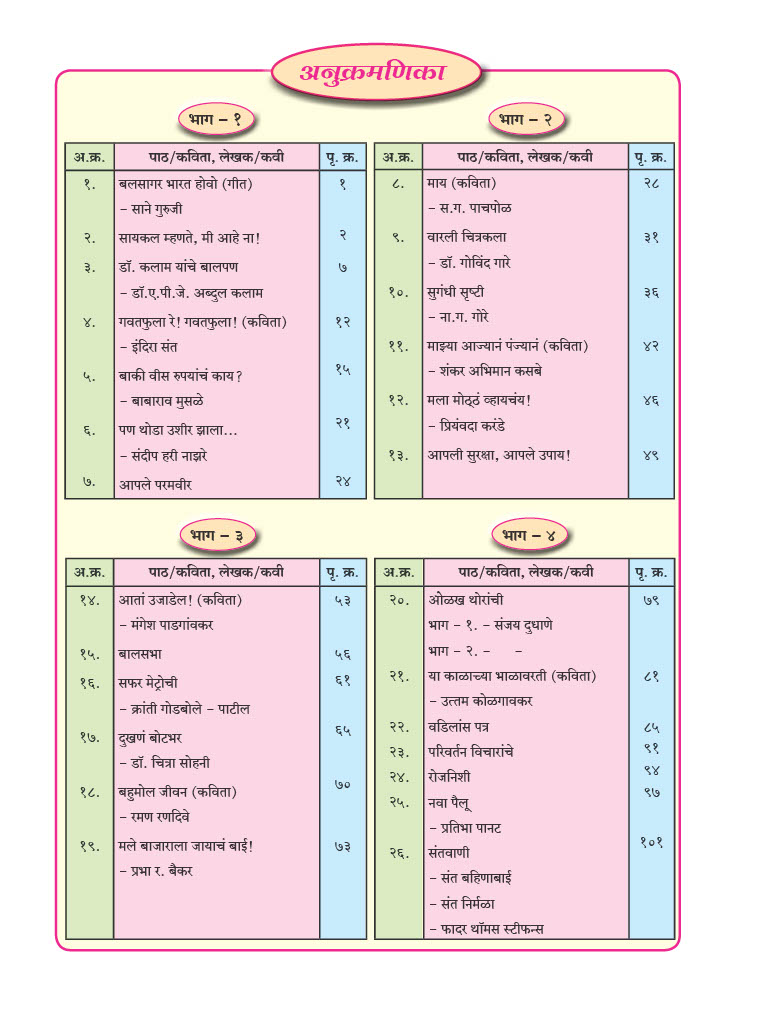 अनुक्रमणिका
भाग – १
अ.क्र. पाठ/कविता, लेखक/कवी पृ. क्र.
१. बलसागर भारत होवो (गीत) १
– साने गुरुजी
२. सायकल म्हणते, मी आहे ना! २
३. डॉ. कलाम यांचे बालपण ७
– डॉ.ए.पी.जे. अब्दुल कलाम
४. गवतफुला रे! गवतफुला! (कविता) १२
– इंदिरा संत
५. बाकी वीस रुपयांचं काय? १५
– बाबाराव मुसळे
६. पण थोडा उशीर झाला... २१
– संदीप हरी नाझरे
७. आपले परमवीर २४
भाग – २
अ.क्र. पाठ/कविता, लेखक/कवी पृ. क्र.
८. माय (कविता) २८
– स.ग. पाचपोळ
९. वारली चित्रकला ३१
– डॉ. गोविंद गारे
१०. सुगंधी सृष्टी ३६
– ना.ग. गोरे
११. माझ्या आज्यानं पंज्यानं (कविता) ४२
– शंकर अभिमान कसबे
१२. मला मोठ्ठं व्हायचंय! ४६
– प्रियंवदा करंडे
१३. आपली सुरक्षा, आपले उपाय! ४९
भाग – ३
अ.क्र. पाठ/कविता, लेखक/कवी पृ. क्र.
१४. आतां उजाडेल! (कविता) ५३
– मंगेश पाडगांवकर
१५. बालसभा ५६
१६. सफर मेट्रोची ६१
– क्रांती गोडबोले – पाटील
१७. दुखणं बोटभर ६५
– डॉ. चित्रा सोहनी
१८. बहुमोल जीवन (कविता) ७०
– रमण रणदिवे
१९. मले बाजाराला जायाचं बाई! ७३
– प्रभा र. बैकर
भाग – ४
अ.क्र. पाठ/कविता, लेखक/कवी पृ. क्र.
२०. ओळख थोरांची ७९
भाग – १. – संजय दुधाणे
भाग – २. – –
२१. या काळाच्या भाळावरती (कविता) ८१
– उत्तम कोळगावकर
२२. वडिलांस पत्र ८५
२३. परिवर्तन विचारांचे ९१
२४. रोजनिशी ९४
२५. नवा पैलू ९७
– प्रतिभा पानट
२६. संतवाणी १०१
– संत बहिणाबाई
– संत निर्मळा
– फादर थॉमस स्टीफन्स